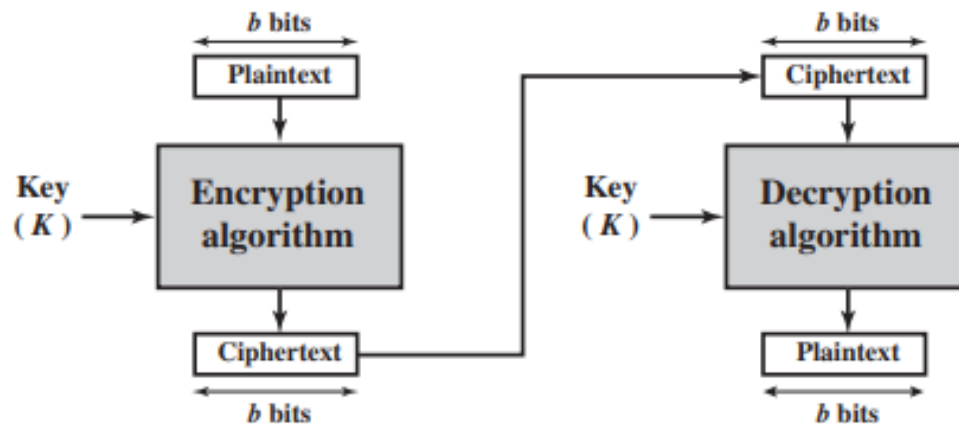 b bits
Plaintext
Key
( K )
Encryption
algorithm
Ciphertext
b bits
b bits
Ciphertext
Key
( K )
Decryption
algorithm
Plaintext
b bits